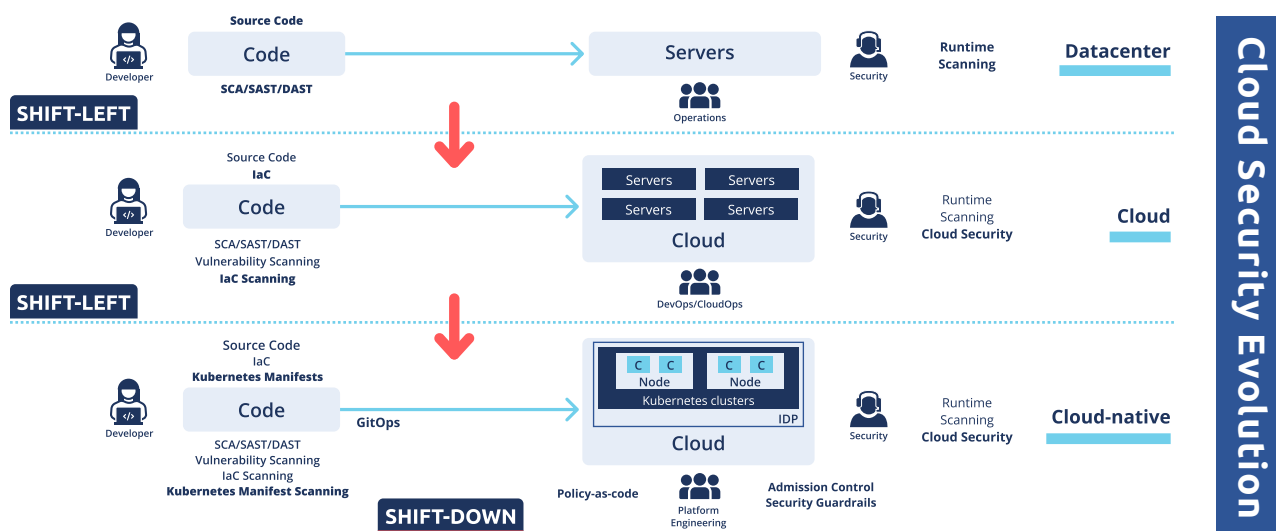 Source Code
Code
SCA/SAST/DAST
Developer
Servers
Operations
Security
Runtime
Scanning
Datacenter
SHIFT-LEFT
Source Code
IaC
Code
Developer
SCA/SAST/DAST
Vulnerability Scanning
IaC Scanning
Servers
Servers
Servers
Servers
Cloud
DevOps/CloudOps
Security
Runtime
Scanning
Cloud Security
Cloud
SHIFT-LEFT
Source Code
IaC
Kubernetes Manifests
Code
Developer
GitOps
SCA/SAST/DAST
Vulnerability Scanning
IaC Scanning
Kubernetes Manifest Scanning
C C
Node
C C
Node
Kubernetes clusters
IDP
Cloud
Security
Runtime
Scanning
Cloud Security
Cloud-native
Policy-as-code
Platform
Engineering
Admission Control
Security Guardrails
SHIFT-DOWN
Cloud Security Evolution